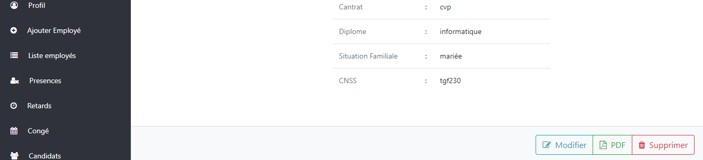 Profil
Ajouter Employé
Liste employés
Presences
Retards
Congé
Candidats
Cantrat : cvp
Diplome : informatique
Situation Familiale : mariée
CNSS : tgf230
Modifier PDF Supprimer